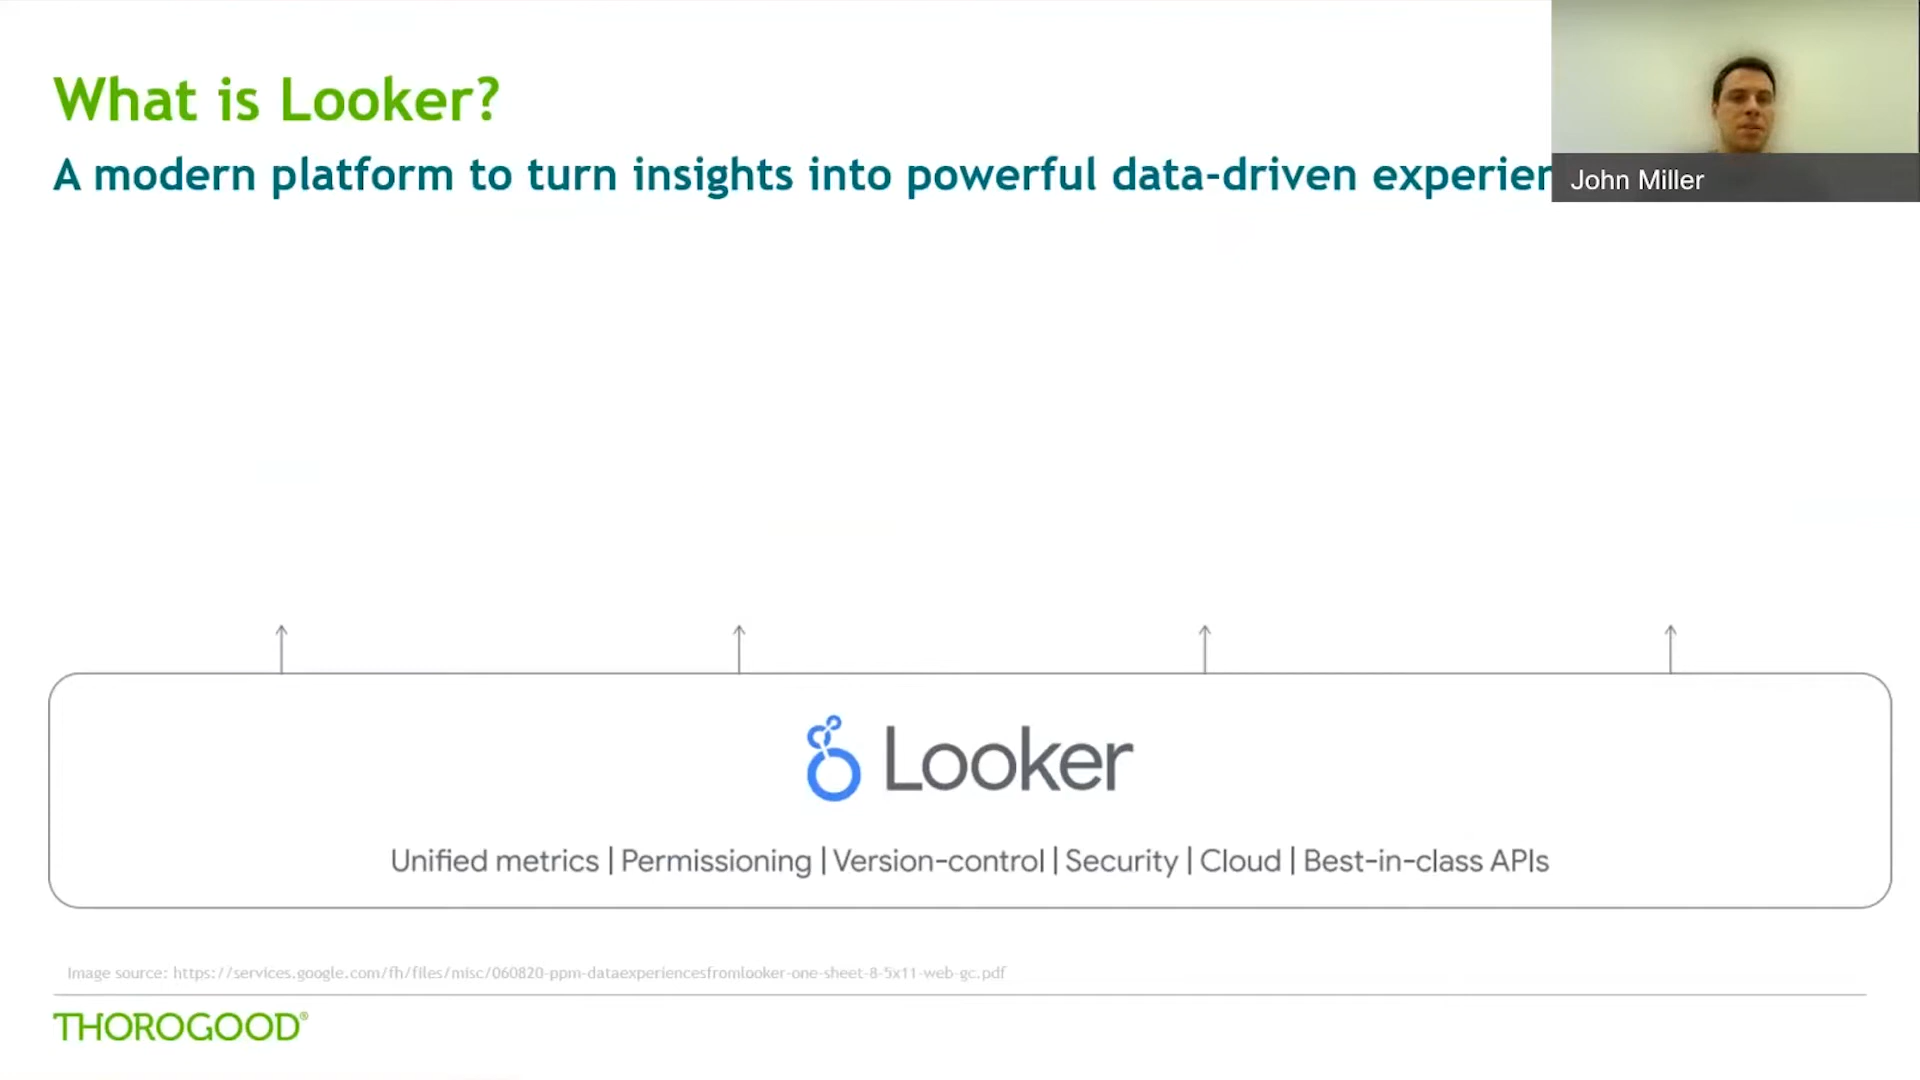 What is Looker?
A modern platform to turn insights into powerful data-driven experien
John Miller
Looker
Unified metrics | Permissioning | Version-control | Security | Cloud | Best-in-class APIs
Image source: https://services.google.com/fh/files/misc/060820-ppm-dataexperiencesfromlooker-one-sheet-8-5x11-web-gc.pdf
THOROGOOD®